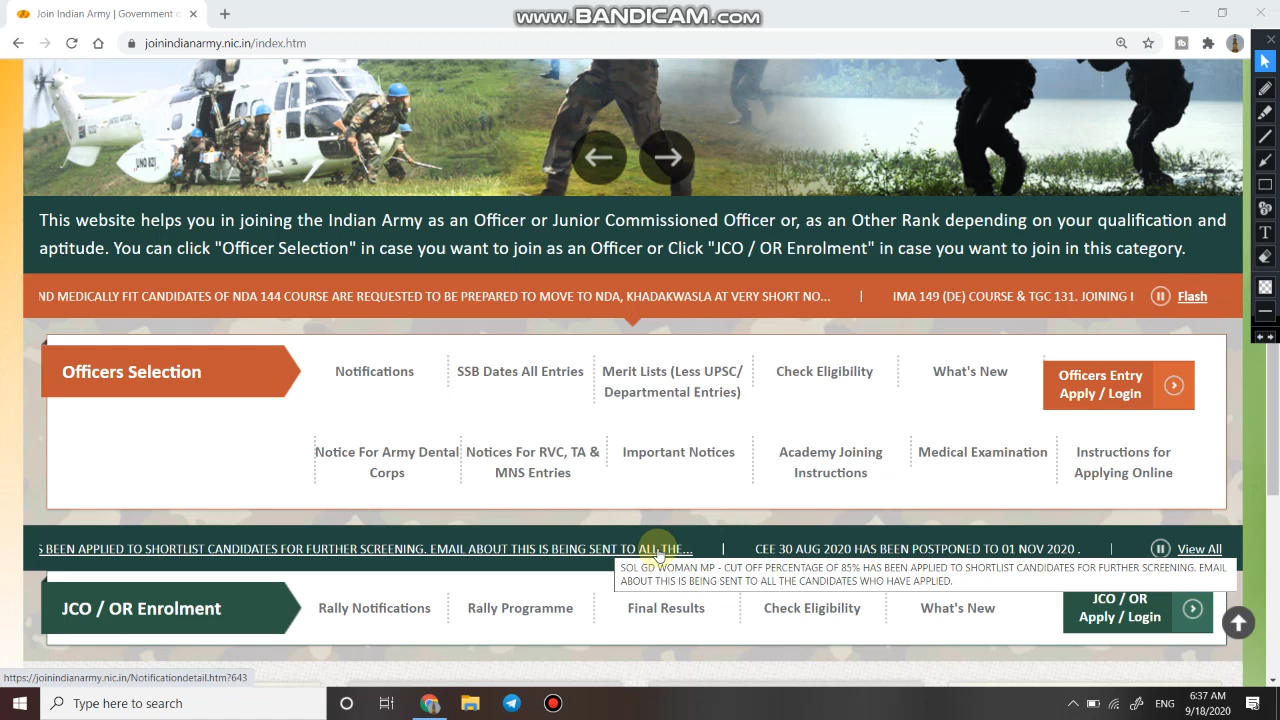 Join Indian Army | Government o
www.BANDICAM.com
joinindianarmy.nic.in/index.htm
UNO 821
This website helps you in joining the Indian Army as an Officer or Junior Commissioned Officer or, as an Other Rank depending on your qualification and
aptitude. You can click "Officer Selection" in case you want to join as an Officer or Click "JCO / OR Enrolment" in case you want to join in this category.
ND MEDICALLY FIT CANDIDATES OF NDA 144 COURSE ARE REQUESTED TO BE PREPARED TO MOVE TO NDA, KHADAKWASLA AT VERY SHORT NO... | IMA 149 (DE) COURSE & TGC 131. JOINING I Flash
Officers Selection
Notifications
SSB Dates All Entries
Merit Lists (Less UPSC/
Departmental Entries)
Check Eligibility
What's New
Officers Entry
Apply / Login
Notice For Army Dental
Corps
Notices For RVC, TA &
MNS Entries
Important Notices
Academy Joining
Instructions
Medical Examination
Instructions for
Applying Online
S BEEN APPLIED TO SHORTLIST CANDIDATES FOR FURTHER SCREENING. EMAIL ABOUT THIS IS BEING SENT TO ALL THE... | CEE 30 AUG 2020 HAS BEEN POSTPONED TO 01 NOV 2020 . | View All
SOL GD WOMAN MP - CUT OFF PERCENTAGE OF 85% HAS BEEN APPLIED TO SHORTLIST CANDIDATES FOR FURTHER SCREENING. EMAIL
ABOUT THIS IS BEING SENT TO ALL THE CANDIDATES WHO HAVE APPLIED.
JCO / OR Enrolment
Rally Notifications
Rally Programme
Final Results
Check Eligibility
What's New
JCO / OR
Apply / Login
https://joinindianarmy.nic.in/Notificationdetail.htm?643
Type here to search
ENG
6:37 AM
9/18/2020